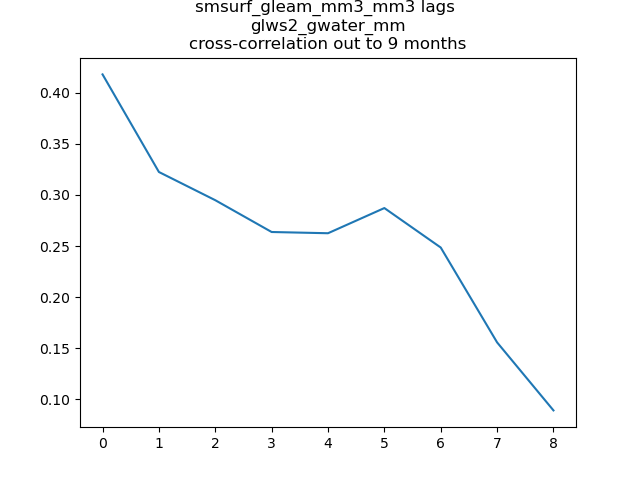 smsurf_gleam_mm3_mm3 lags
glws2_gwater_mm
cross-correlation out to 9 months
0.40
0.35
0.30
0.25
0.20
0.15
0.10
0 1 2 3 4 5 6 7 8